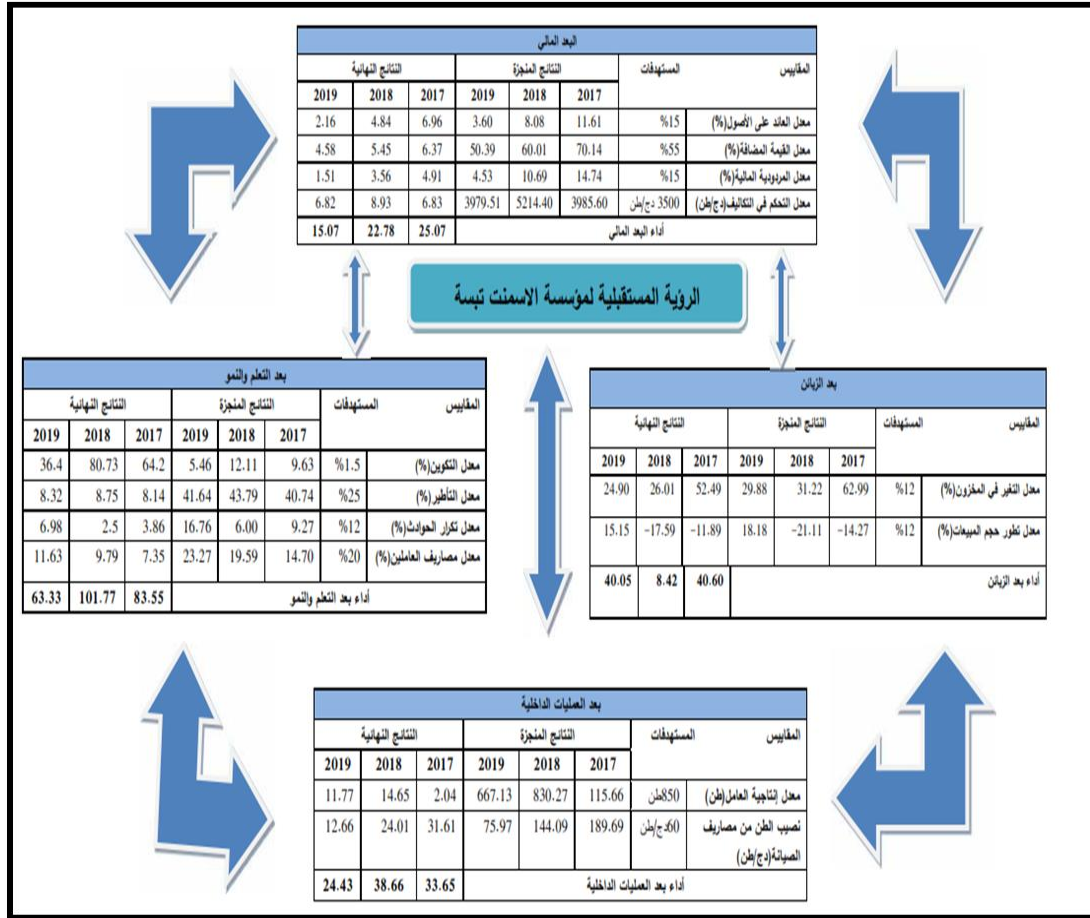 البعد المالي
المقاييس المستهدفات النتائج المنجزة النتائج النهائية
2017 2018 2019 2017 2018 2019
معدل العائد على الأصول(%) %15 11.61 8.08 3.60 6.96 4.84 2.16
معدل القيمة المضافة(%) %55 70.14 60.01 50.39 6.37 5.45 4.58
معدل المردودية المالية(%) %15 14.74 10.69 4.53 4.91 3.56 1.51
معدل التحكم في التكاليف(دج/طن) 3500 دج/طن 3985.60 5214.40 3979.51 6.83 8.93 6.82
أداء البعد المالي 25.07 22.78 15.07
الرؤية المستقبلية لمؤسسة الاسمنت تبسة
بعد الزبائن
المقاييس المستهدفات النتائج المنجزة النتائج النهائية
2017 2018 2019 2017 2018 2019
معدل التغير في المخزون(%) %12 62.99 31.22 29.88 52.49 26.01 24.90
معدل تطور حجم المبيعات(%) %12 −14.27 −21.11 18.18 −11.89 −17.59 15.15
أداء بعد الزبائن 40.60 8.42 40.05
بعد التعلم والنمو
المقاييس المستهدفات النتائج المنجزة النتائج النهائية
2017 2018 2019 2017 2018 2019
معدل التكوين(%) %1.5 9.63 12.11 5.46 64.2 80.73 36.4
معدل التأطير(%) %25 40.74 43.79 41.64 8.14 8.75 8.32
معدل تكرار الحوادث(%) %12 9.27 6.00 16.76 3.86 2.5 6.98
معدل مصاريف العاملين(%) %20 14.70 19.59 23.27 7.35 9.79 11.63
أداء بعد التعلم والنمو 83.55 101.77 63.33
بعد العمليات الداخلية
المقاييس المستهدفات النتائج المنجزة النتائج النهائية
2017 2018 2019 2017 2018 2019
معدل إنتاجية العامل(طن) 850طن 115.66 830.27 667.13 2.04 14.65 11.77
نصيب الطن من مصاريف 60دج/طن 189.69 144.09 75.97 31.61 24.01 12.66
الصيانة(دج/طن)
أداء بعد العمليات الداخلية 33.65 38.66 24.43